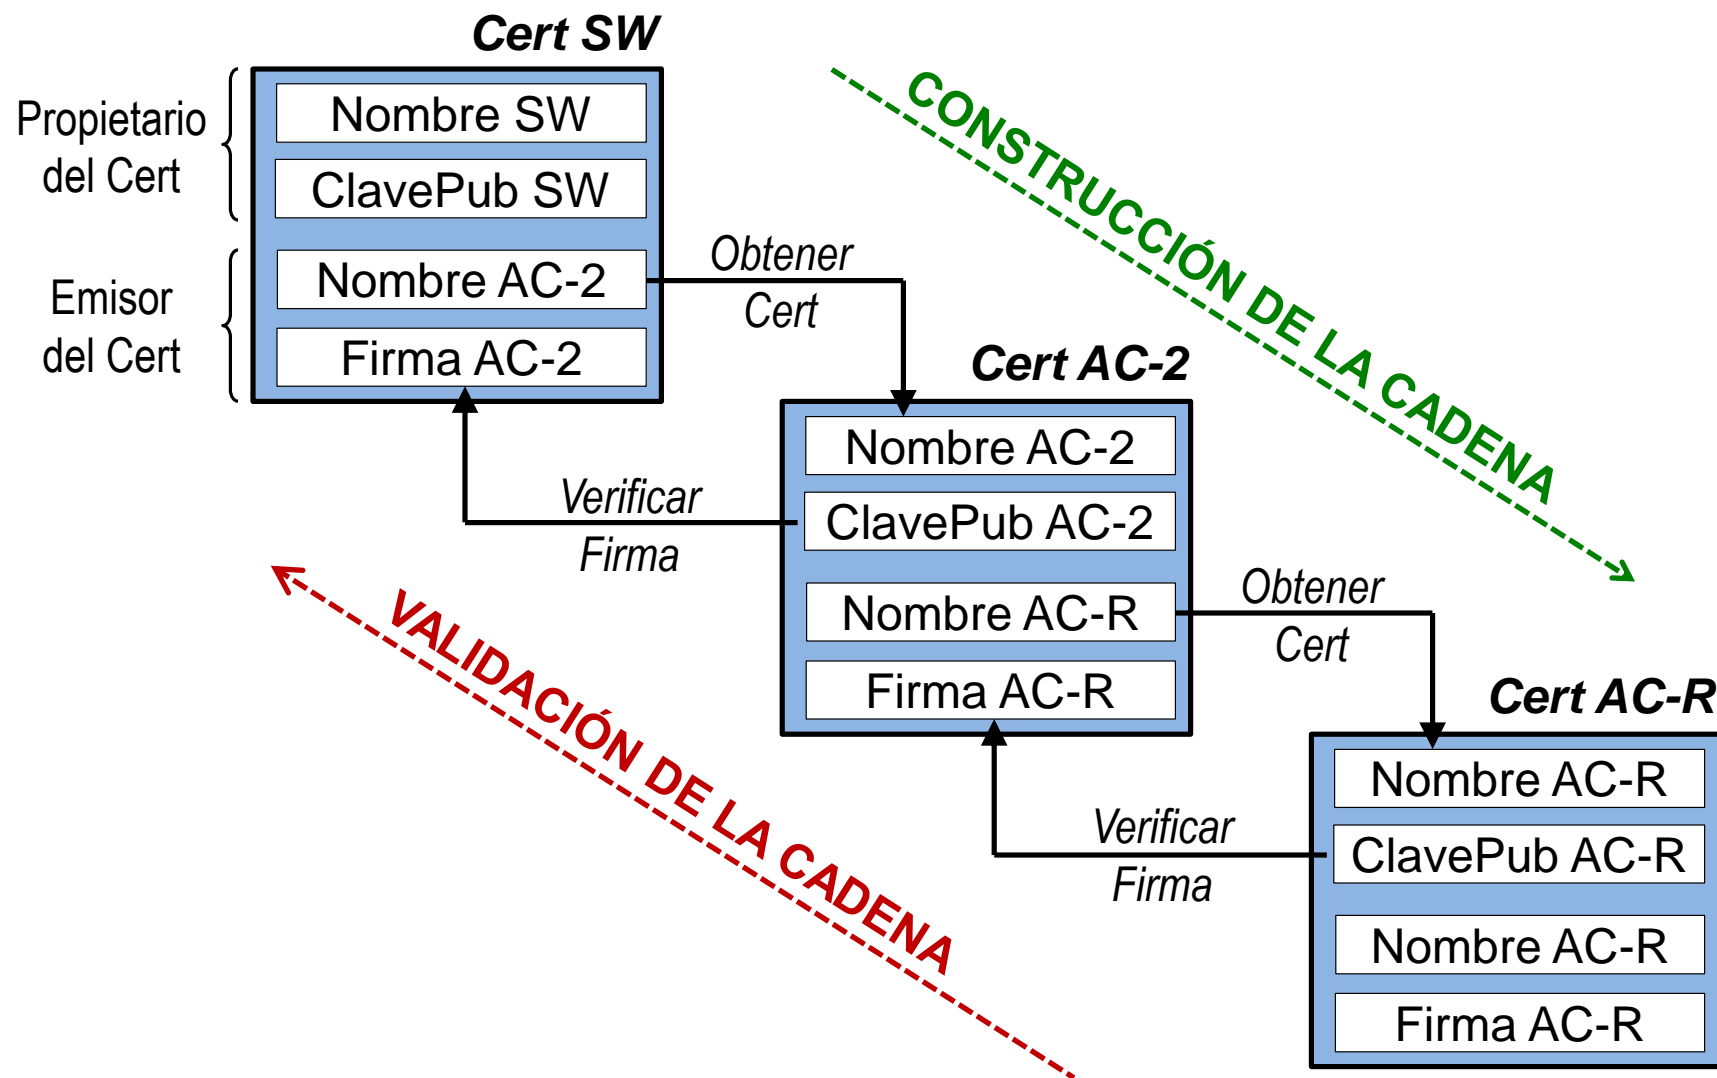 Cert SW
Propietario
del Cert
Nombre SW
ClavePub SW
Emisor
del Cert
Nombre AC-2
Firma AC-2
Obtener
Cert
CONSTRUCCIÓN DE LA CADENA
Cert AC-2
Nombre AC-2
ClavePub AC-2
Nombre AC-R
Firma AC-R
Verificar
Firma
Obtener
Cert
VALIDACIÓN DE LA CADENA
Cert AC-R
Nombre AC-R
ClavePub AC-R
Nombre AC-R
Firma AC-R
Verificar
Firma